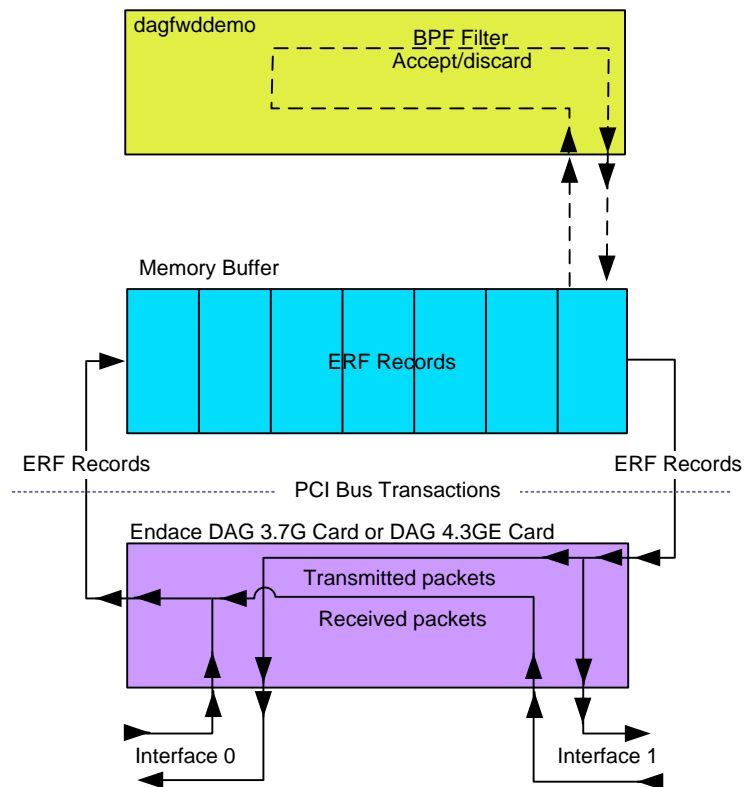 dagfwddemo
BPF Filter
Accept/discard
Memory Buffer
ERF Records
ERF Records
ERF Records
PCI Bus Transactions
Endace DAG 3.7G Card or DAG 4.3GE Card
Transmitted packets
Received packets
Interface 0
Interface 1